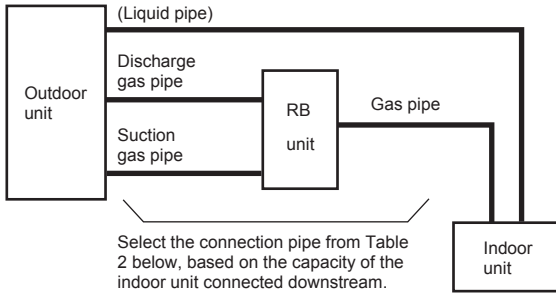 (Liquid pipe)
Discharge
gas pipe
Outdoor
unit
Suction
gas pipe
RB
unit
Gas pipe
Select the connection pipe from Table
2 below, based on the capacity of the
indoor unit connected downstream.
Indoor
unit